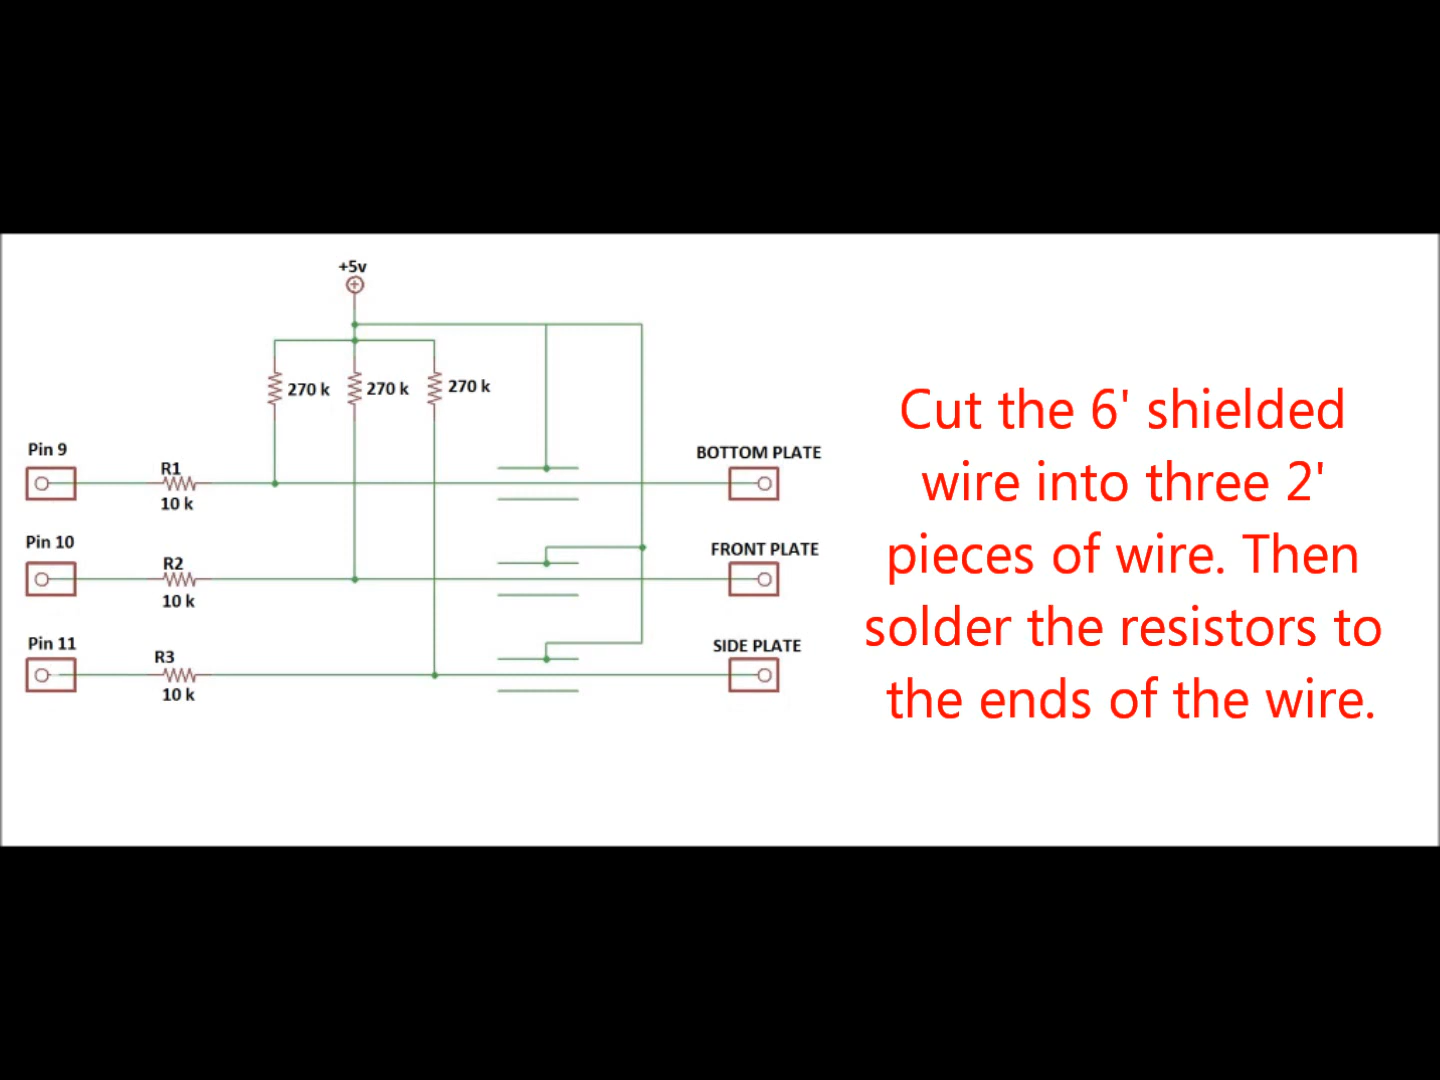 +5v
270 k
270 k
270 k
Pin 9
R1
10 k
BOTTOM PLATE
Pin 10
R2
10 k
FRONT PLATE
Pin 11
R3
10 k
SIDE PLATE
Cut the 6' shielded
wire into three 2'
pieces of wire. Then
solder the resistors to
the ends of the wire.